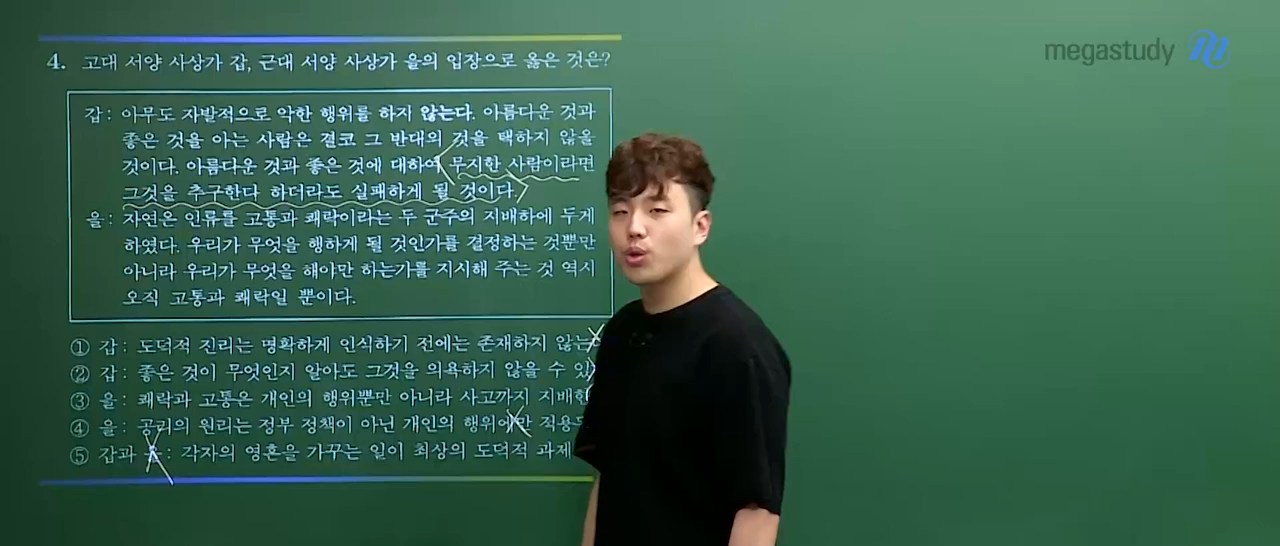 4. 고대 서양 사상가 갑, 근대 서양 사상가 을의 입장으로 옳은 것은?
갑 : 아무도 자발적으로 악한 행위를 하지 않는다. 아름다운 것과
좋은 것을 아는 사람은 결코 그 반대의 것을 택하지 않을
것이다. 아름다운 것과 좋은 것에 대하여 무지한 사람이라면
그것을 추구한다 하더라도 실패하게 될 것이다.
을 : 자연은 인류를 고통과 쾌락이라는 두 군주의 지배하에 두게
하였다. 우리가 무엇을 행하게 될 것인가를 결정하는 것뿐만
아니라 우리가 무엇을 해야만 하는가를 지시해 주는 것 역시
오직 고통과 쾌락일 뿐이다.
① 갑 : 도덕적 진리는 명확하게 인식하기 전에는 존재하지 않는
② 갑 : 좋은 것이 무엇인지 알아도 그것을 의욕하지 않을 수
③ 을 : 쾌락과 고통은 개인의 행위뿐만 아니라 사고까지
④ 을 : 공리의 원리는 정부 정책이 아닌 개인의 행위에만
⑤ 갑과 을 : 각자의 영혼을 가꾸는 일이 최상의 도덕적 과제
megastudy